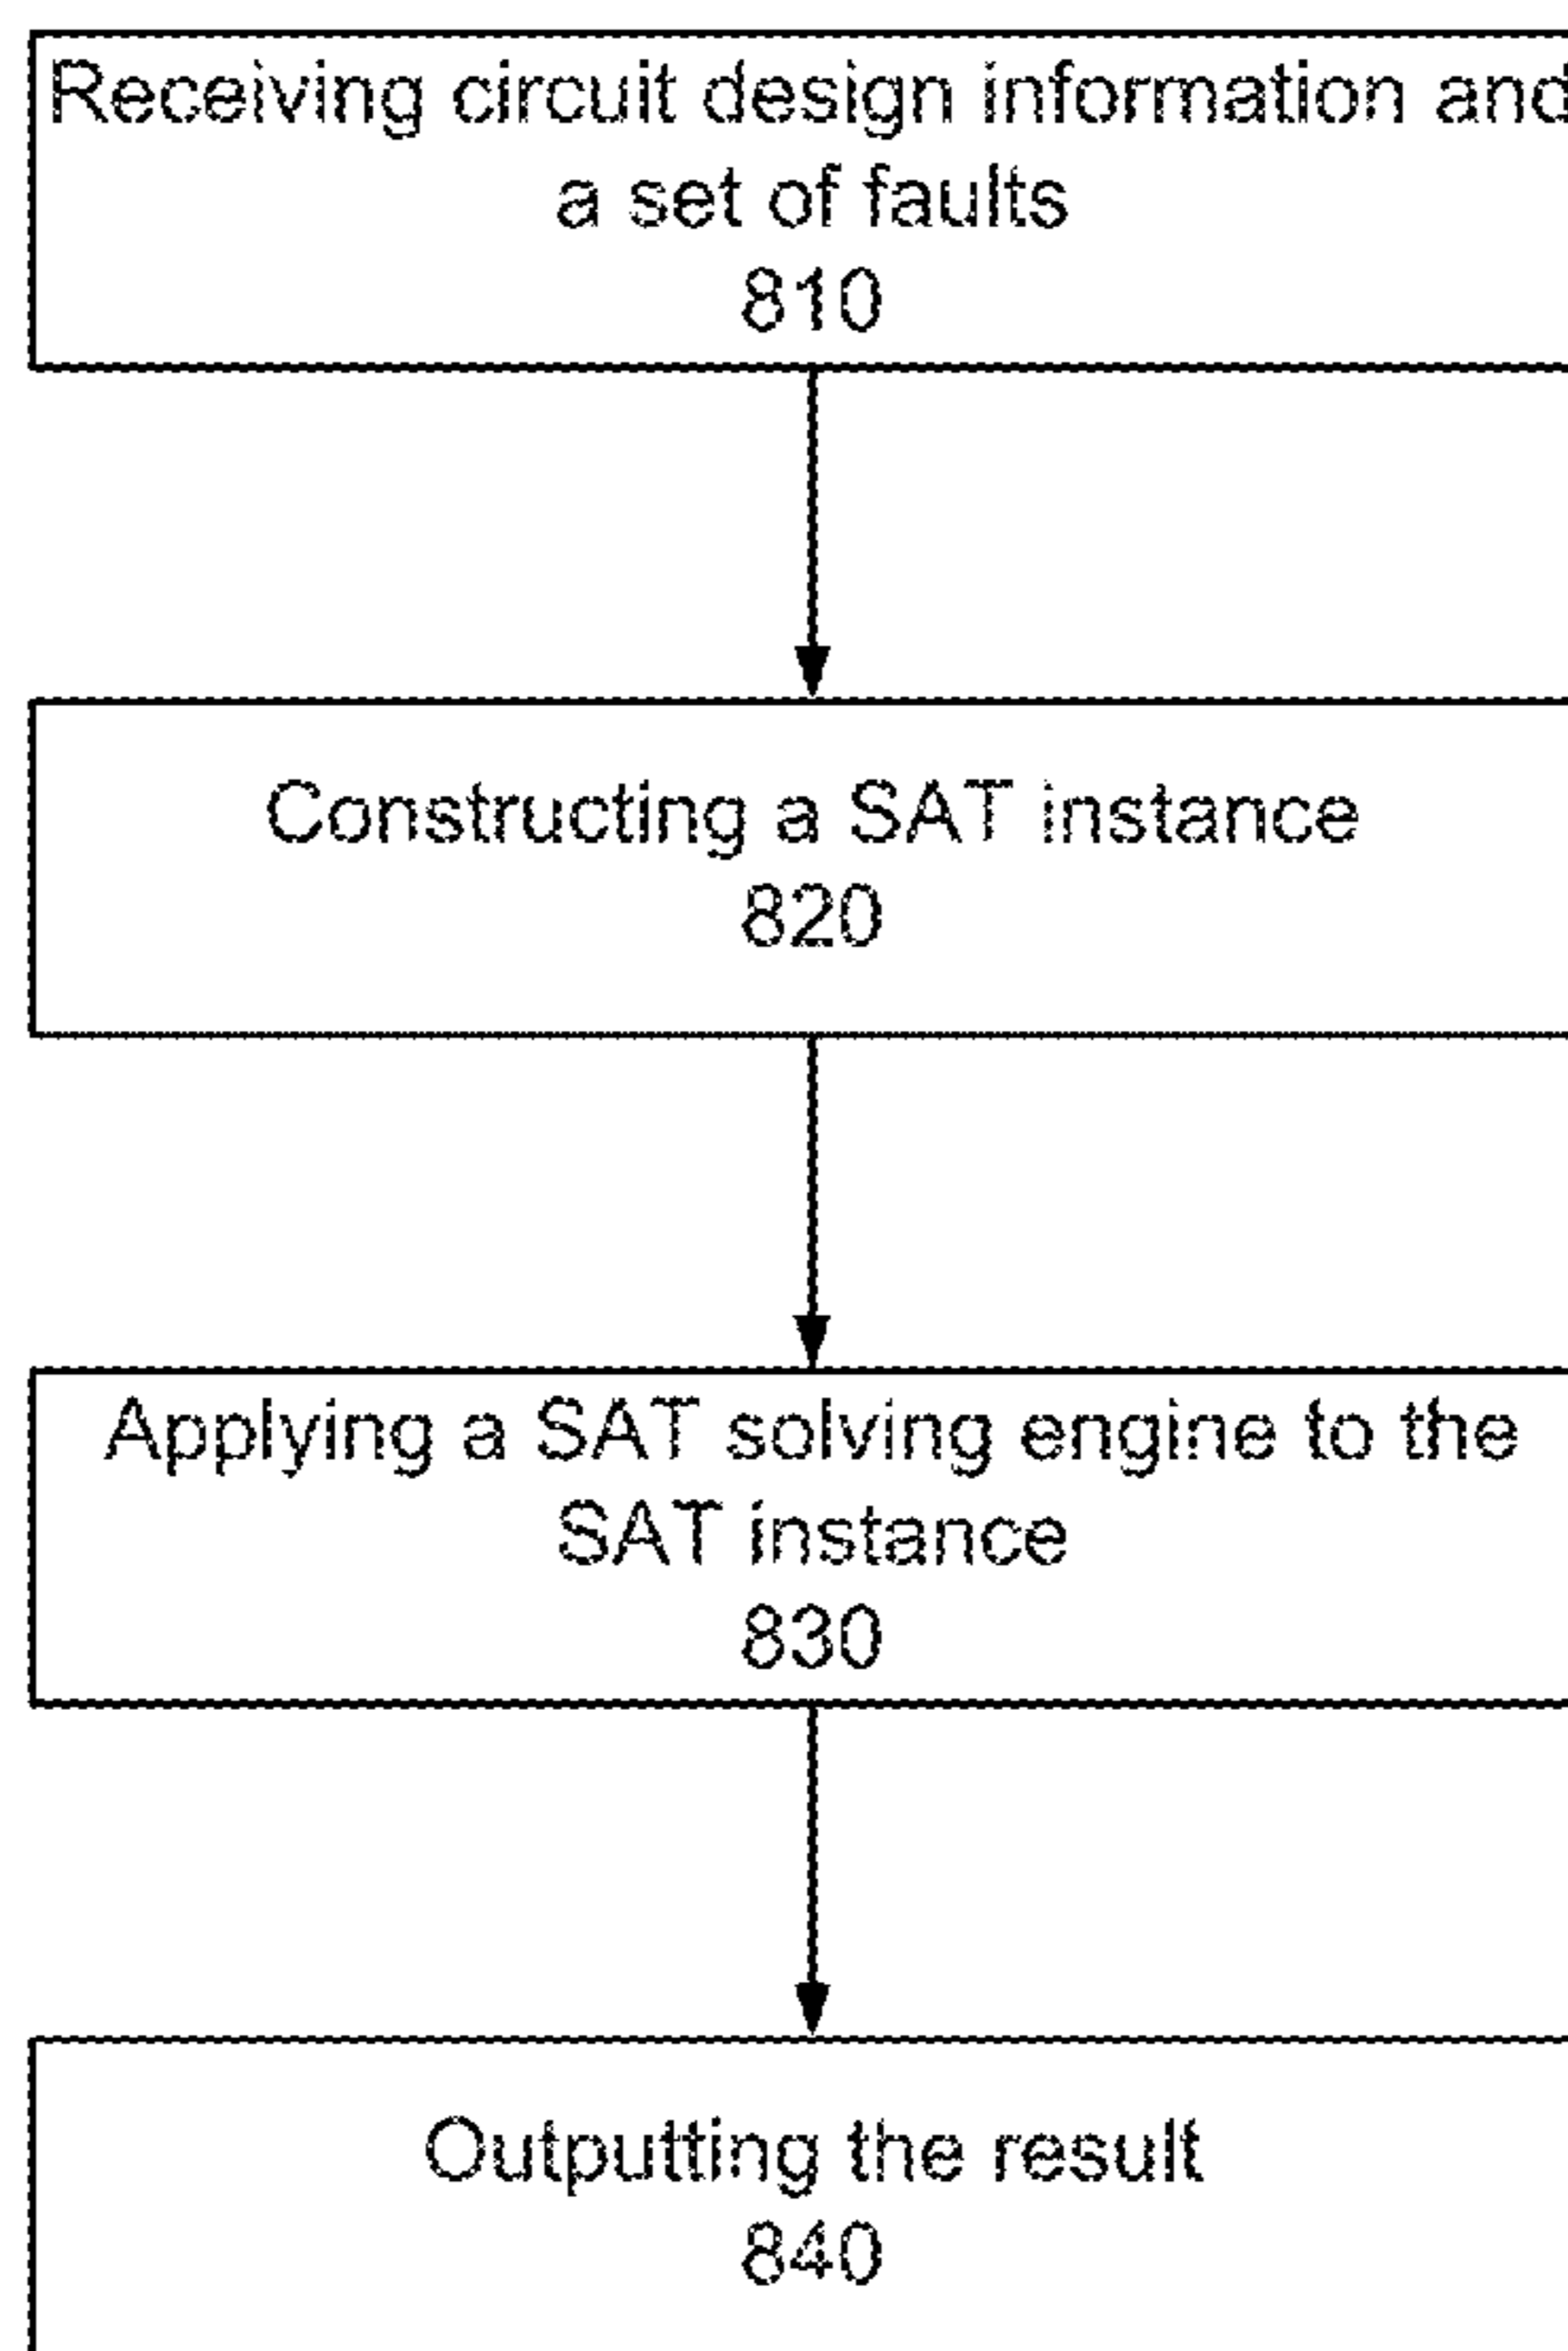 Receiving circuit design information and
a set of faults
810
Constructing a SAT instance
820
Applying a SAT solving engine to the
SAT instance
830
Outputting the result
840